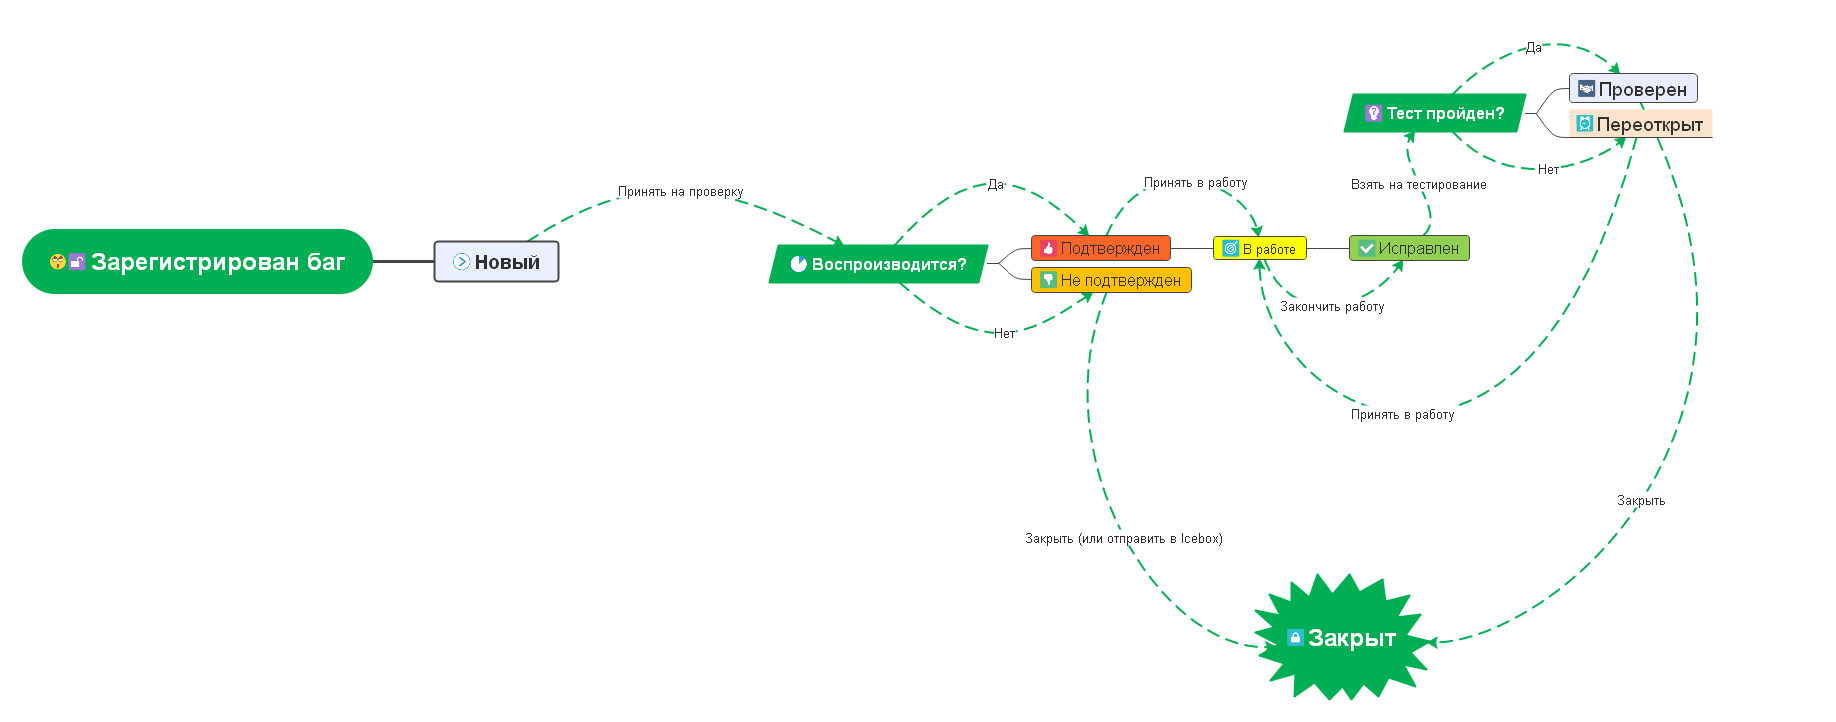 Зарегистрирован баг
Новый
Принять на проверку
Воспроизводится?
Да
Нет
Подтвержден
Не подтвержден
Принять в работу
В работе
Закончить работу
Исправлен
Взять на тестирование
Тест пройден?
Да
Нет
Проверен
Переоткрыт
Принять в работу
Закрыть
Закрыть (или отправить в Icebox)
Закрыт